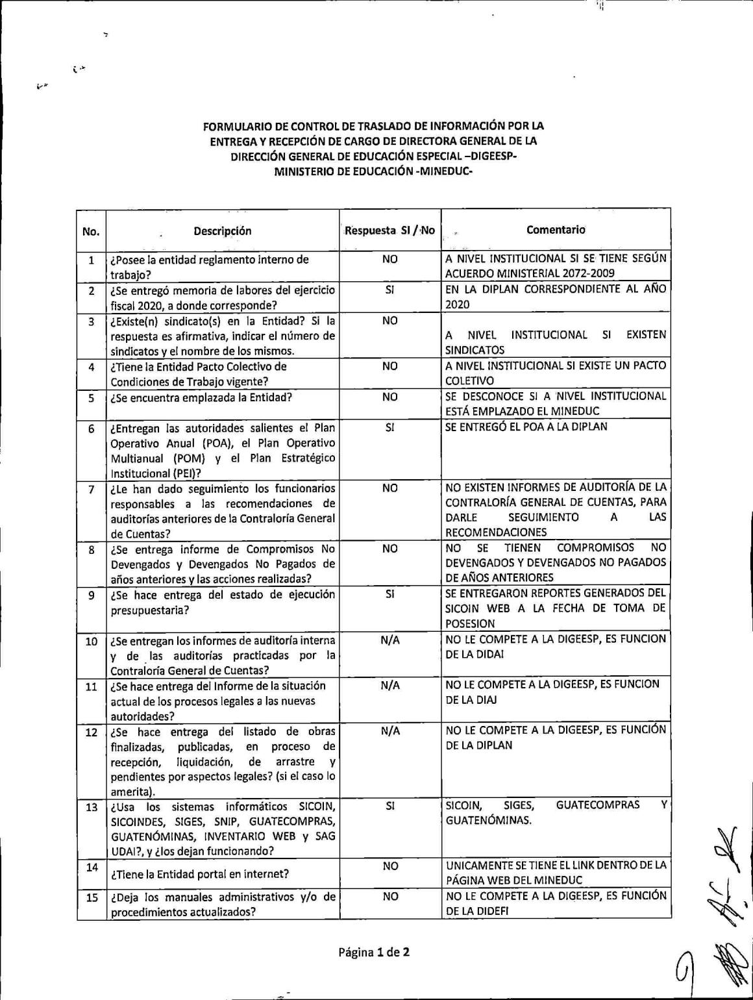 FORMULARIO DE CONTROL DE TRASLADO DE INFORMACIÓN POR LA
ENTREGA Y RECEPCIÓN DE CARGO DE DIRECTORA GENERAL DE LA
DIRECCIÓN GENERAL DE EDUCACIÓN ESPECIAL –DIGEESP-
MINISTERIO DE EDUCACIÓN -MINEDUC-
No. Descripción Respuesta SI / No Comentario
1 ¿Posee la entidad reglamento interno de NO A NIVEL INSTITUCIONAL SI SE TIENE SEGÚN
trabajo? ACUERDO MINISTERIAL 2072-2009
2 ¿Se entregó memoria de labores del ejercicio SI EN LA DIPLAN CORRESPONDIENTE AL AÑO
fiscal 2020, a donde corresponde? 2020
3 ¿Existe(n) sindicato(s) en la Entidad? Si la NO
respuesta es afirmativa, indicar el número de A NIVEL INSTITUCIONAL SI EXISTEN
sindicatos y el nombre de los mismos. SINDICATOS
4 ¿Tiene la Entidad Pacto Colectivo de NO A NIVEL INSTITUCIONAL SI EXISTE UN PACTO
Condiciones de Trabajo vigente? COLETIVO
5 ¿Se encuentra emplazada la Entidad? NO SE DESCONOCE SI A NIVEL INSTITUCIONAL
ESTÁ EMPLAZADO EL MINEDUC
6 ¿Entregan las autoridades salientes el Plan SI SE ENTREGÓ EL POA A LA DIPLAN
Operativo Anual (POA), el Plan Operativo
Multianual (POM) y el Plan Estratégico
Institucional (PEI)?
7 ¿Le han dado seguimiento los funcionarios NO NO EXISTEN INFORMES DE AUDITORÍA DE LA
responsables a las recomendaciones de CONTRALORÍA GENERAL DE CUENTAS, PARA
auditorías anteriores de la Contraloría General DARLE SEGUIMIENTO A LAS
de Cuentas? RECOMENDACIONES
8 ¿Se entrega informe de Compromisos No NO NO SE TIENEN COMPROMISOS NO
Devengados y Devengados No Pagados de DEVENGADOS Y DEVENGADOS NO PAGADOS
años anteriores y las acciones realizadas? DE AÑOS ANTERIORES
9 ¿Se hace entrega del estado de ejecución SI SE ENTREGARON REPORTES GENERADOS DEL
presupuestaria? SICOIN WEB A LA FECHA DE TOMA DE
POSESION
10 ¿Se entregan los informes de auditoría interna N/A NO LE COMPETE A LA DIGEESP, ES FUNCION
y de las auditorías practicadas por la DE LA DIDAI
Contraloría General de Cuentas?
11 ¿Se hace entrega del Informe de la situación N/A NO LE COMPETE A LA DIGEESP, ES FUNCION
actual de los procesos legales a las nuevas DE LA DIAJ
autoridades?
12 ¿Se hace entrega del listado de obras N/A NO LE COMPETE A LA DIGEESP, ES FUNCIÓN
finalizadas, publicadas, en proceso de DE LA DIPLAN
recepción, liquidación, de arrastre y
pendientes por aspectos legales? (si el caso lo
amerita).
13 ¿Usa los sistemas informáticos SICOIN, SI SICOIN, SIGES, GUATECOMPRAS Y
SICOINDES, SIGES, SNIP, GUATECOMPRAS, GUATENÓMINAS.
GUATENÓMINAS, INVENTARIO WEB y SAG
UDAI?, y ¿los dejan funcionando?
14 ¿Tiene la Entidad portal en internet? NO UNICAMENTE SE TIENE EL LINK DENTRO DE LA
PÁGINA WEB DEL MINEDUC
15 ¿Deja los manuales administrativos y/o de NO NO LE COMPETE A LA DIGEESP, ES FUNCIÓN
procedimientos actualizados? DE LA DIDEFI
Página 1 de 2